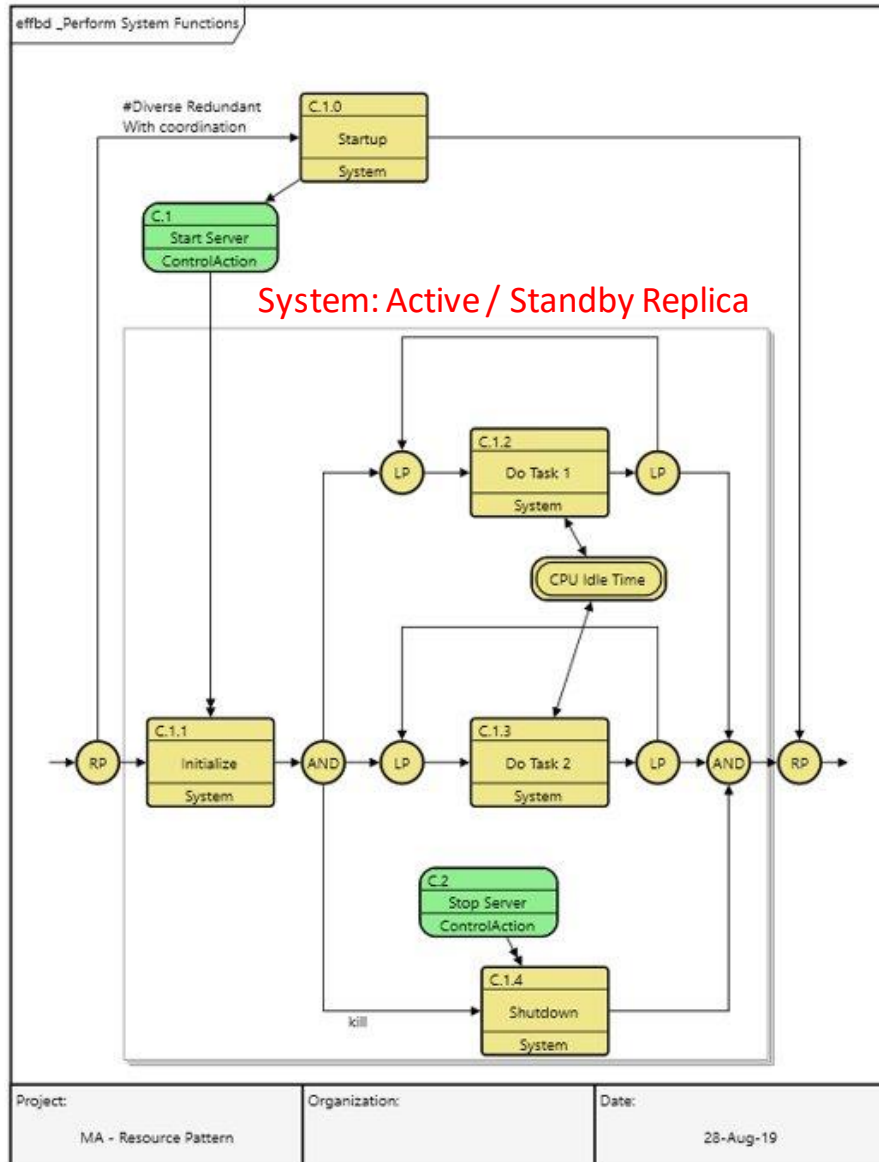 effbd _Perform System Functions
#Diverse Redundant
With coordination
C.1.0
Startup
System
C.1
Start Server
ControlAction
System: Active / Standby Replica
C.1.2
LP
Do Task 1
LP
System
CPU Idle Time
C.1.1
C.1.3
RP
Initialize
AND
LP
Do Task 2
LP
AND
RP
System
System
C.2
Stop Server
ControlAction
C.1.4
Shutdown
kill
System
Project:
Organization:
Date:
MA - Resource Pattern
28-Aug-19